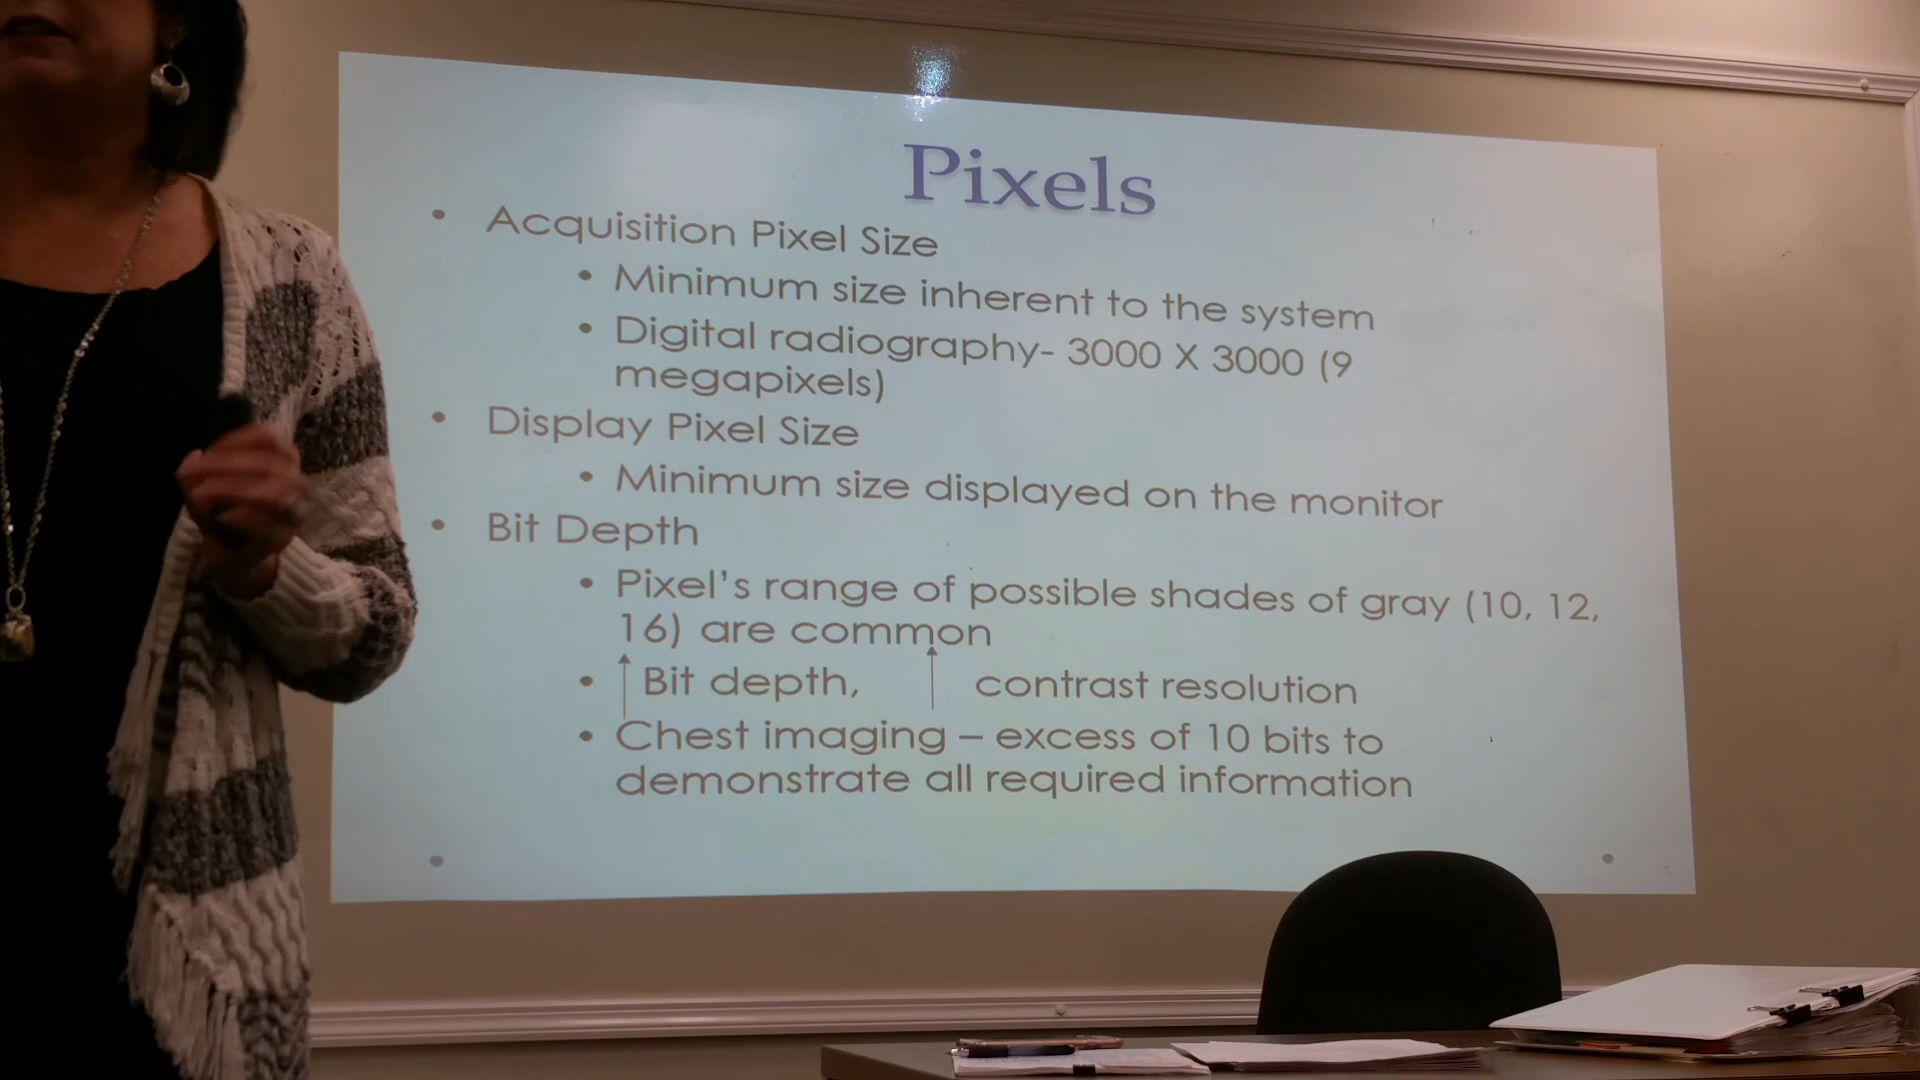 Pixels
• Acquisition Pixel Size
• Minimum size inherent to the system
• Digital radiography- 3000 X 3000 (9
megapixels)
• Display Pixel Size
• Minimum size displayed on the monitor
• Bit Depth
• Pixel's range of possible shades of gray (10, 12,
16) are common
• ↑ Bit depth, ↑ contrast resolution
• Chest imaging – excess of 10 bits to
demonstrate all required information